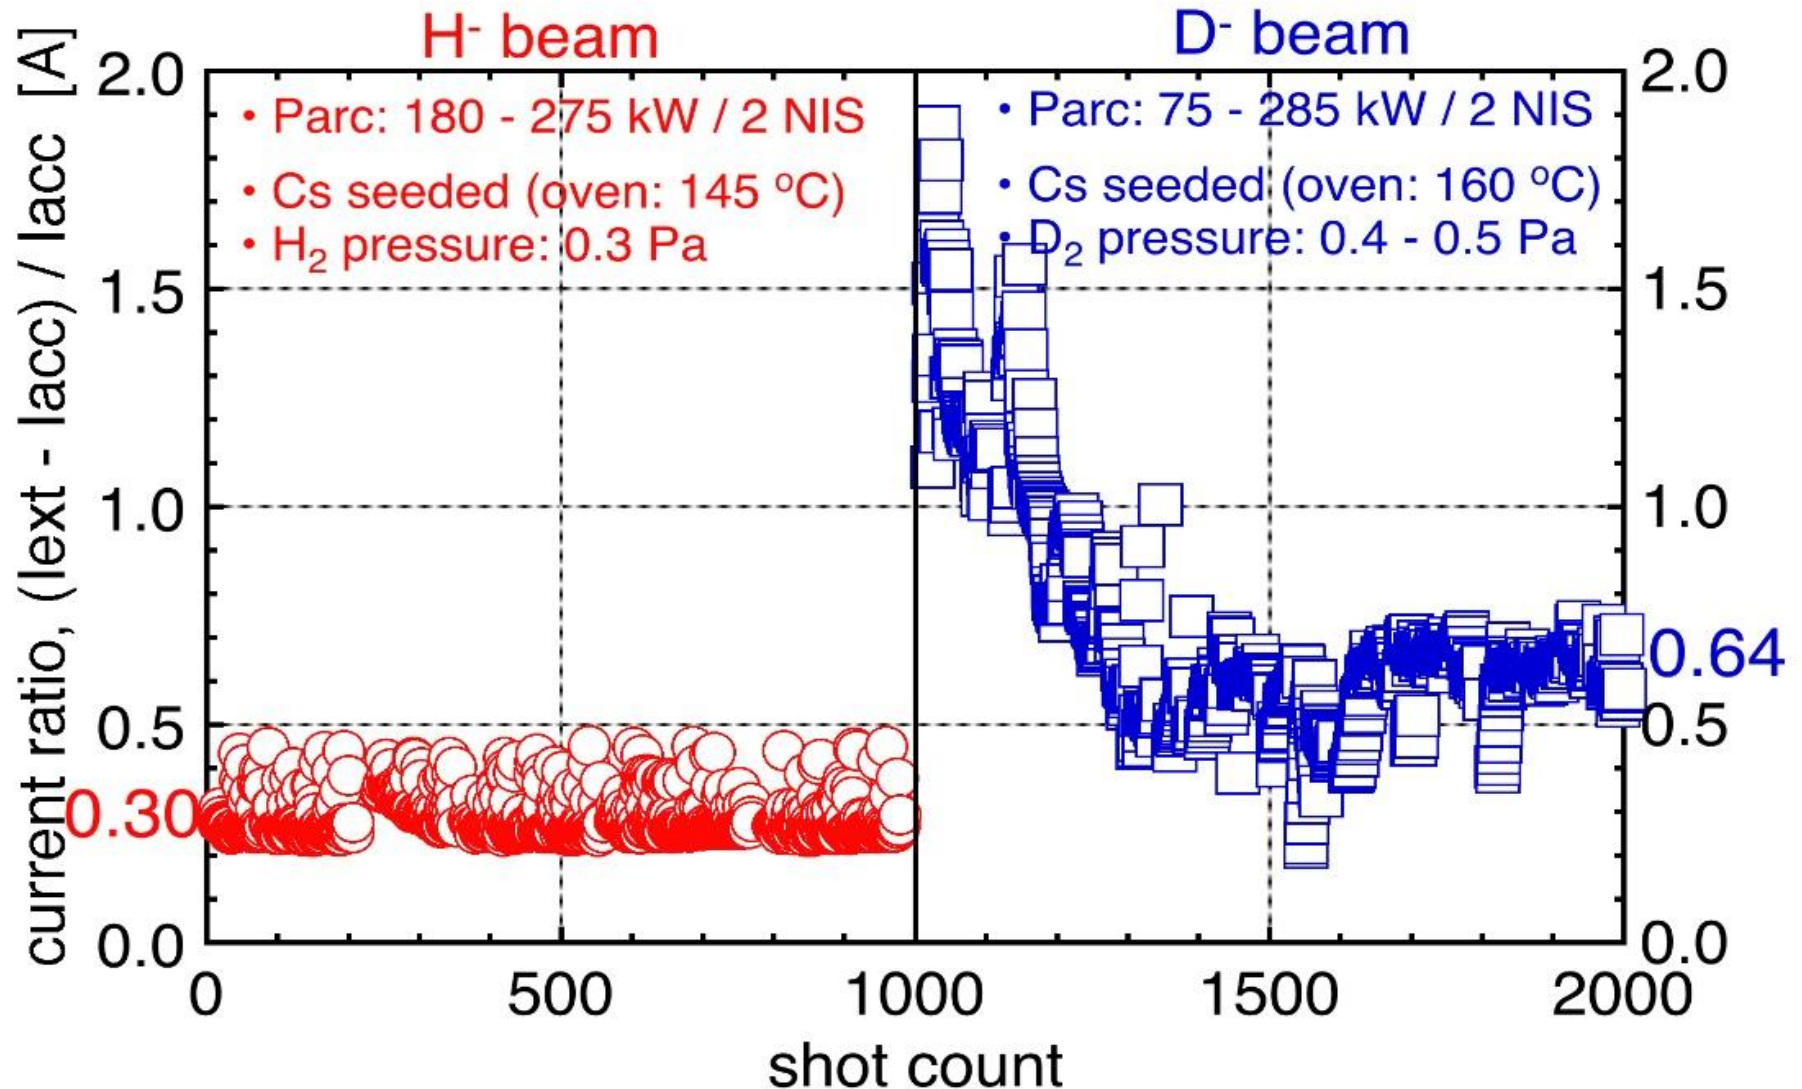 H- beam
D- beam
current ratio, (Iext - Iacc) / Iacc [A]
2.0
1.5
1.0
0.5
0.0
0.30
• Parc: 180 - 275 kW / 2 NIS
• Cs seeded (oven: 145 ºC)
• H₂ pressure: 0.3 Pa
• Parc: 75 - 285 kW / 2 NIS
• Cs seeded (oven: 160 ºC)
• D₂ pressure: 0.4 - 0.5 Pa
2.0
1.5
1.0
0.64
0.5
0.0
0 500 1000 1500 2000
shot count